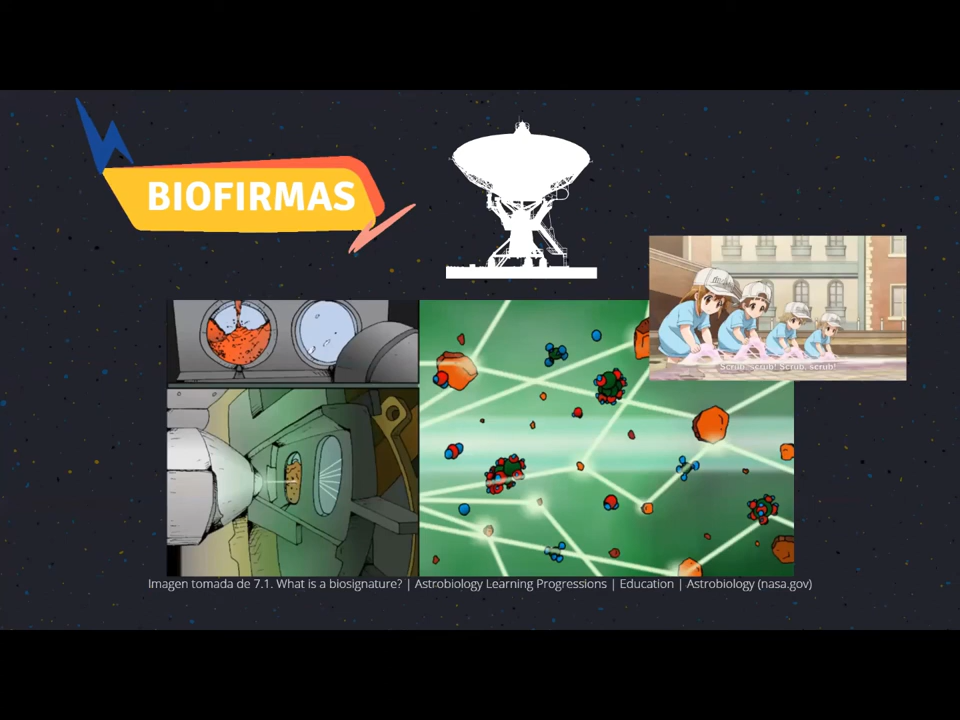 BIOFIRMAS
Scrub, scrub! Scrub, scrub!
Imagen tomada de 7.1. What is a biosignature? | Astrobiology Learning Progressions | Education | Astrobiology (nasa.gov)